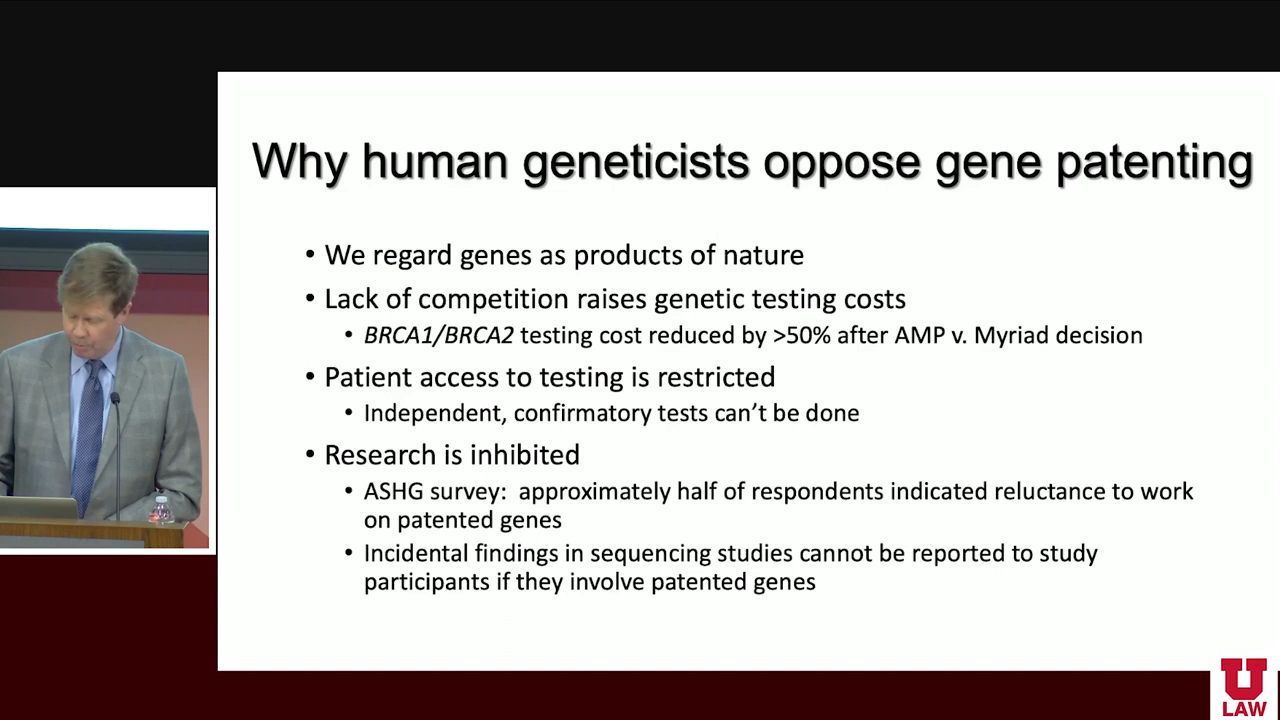 Why human geneticists oppose gene patenting
• We regard genes as products of nature
• Lack of competition raises genetic testing costs
• BRCA1/BRCA2 testing cost reduced by >50% after AMP v. Myriad decision
• Patient access to testing is restricted
• Independent, confirmatory tests can’t be done
• Research is inhibited
• ASHG survey:  approximately half of respondents indicated reluctance to work
on patented genes
• Incidental findings in sequencing studies cannot be reported to study
participants if they involve patented genes
U
LAW